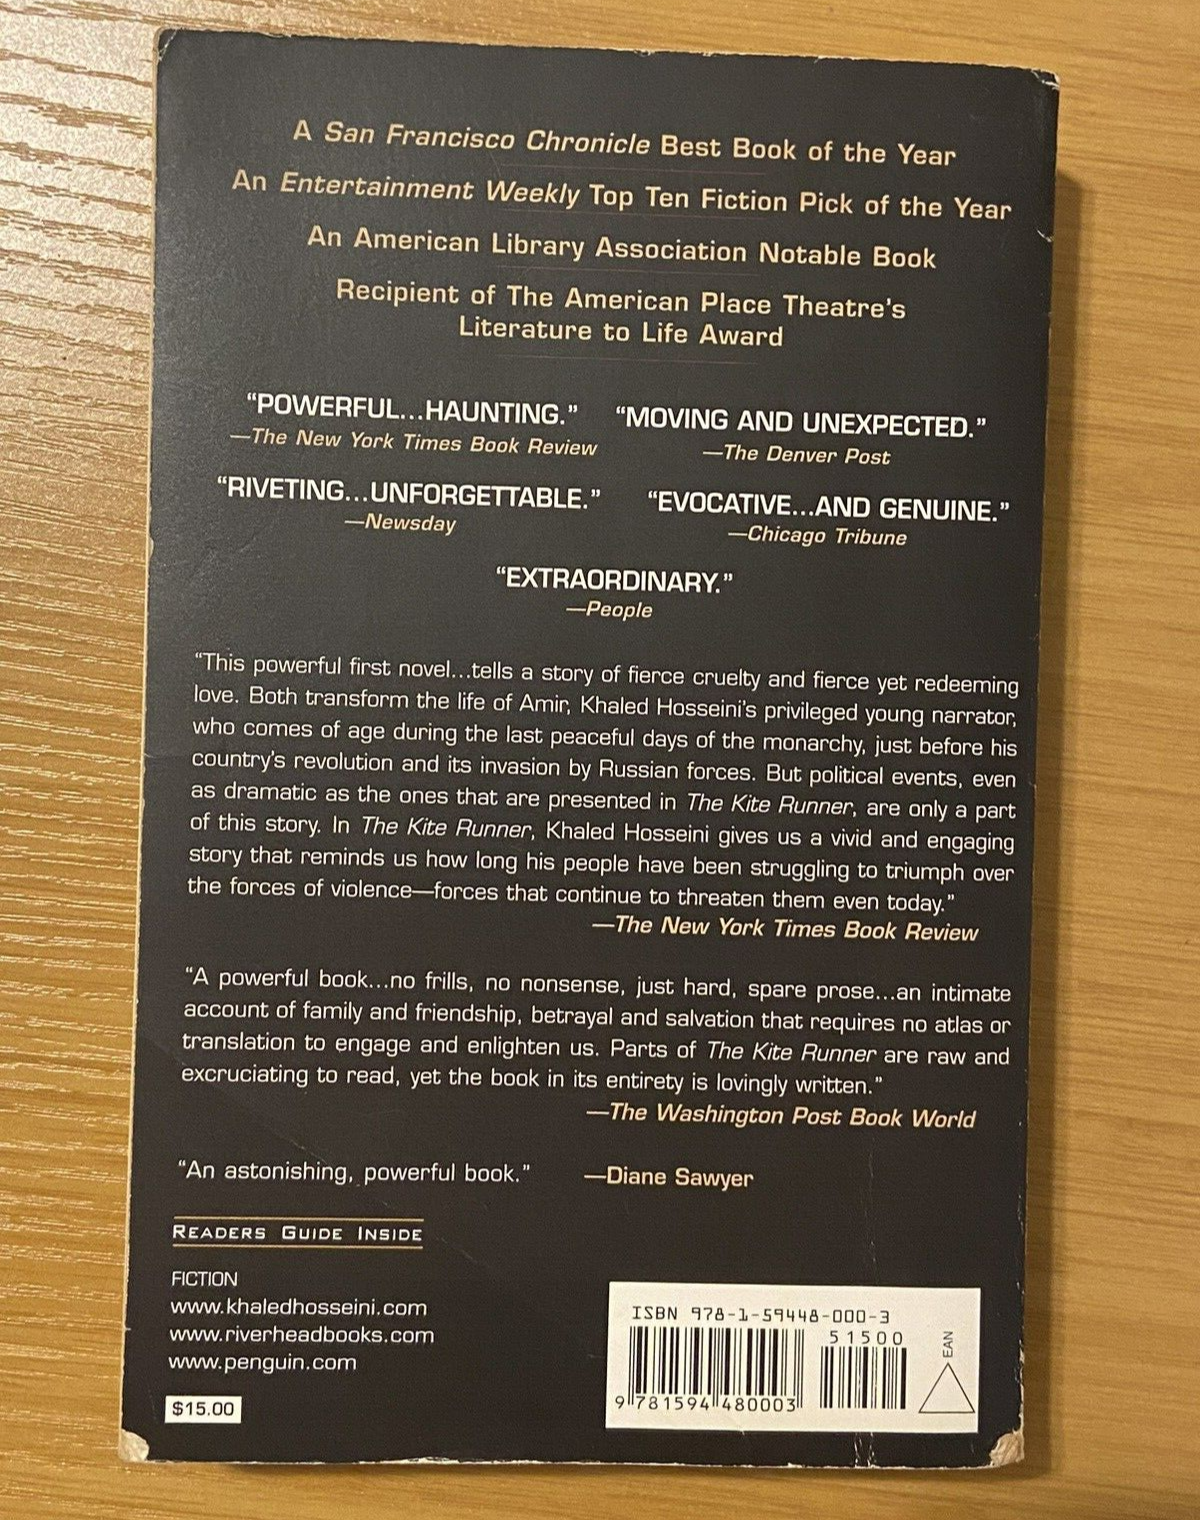 A San Francisco Chronicle Best Book of the Year
An Entertainment Weekly Top Ten Fiction Pick of the Year
An American Library Association Notable Book
Recipient of The American Place Theatre's
Literature to Life Award
“POWERFUL...HAUNTING.”
—The New York Times Book Review
“MOVING AND UNEXPECTED.”
—The Denver Post
“RIVETING...UNFORGETTABLE.”
—Newsday
“EVOCATIVE...AND GENUINE.”
—Chicago Tribune
“EXTRAORDINARY.”
—People
“This powerful first novel...tells a story of fierce cruelty and fierce yet redeeming
love. Both transform the life of Amir, Khaled Hosseini's privileged young narrator,
who comes of age during the last peaceful days of the monarchy, just before his
country's revolution and its invasion by Russian forces. But political events, even
as dramatic as the ones that are presented in The Kite Runner, are only a part
of this story. In The Kite Runner, Khaled Hosseini gives us a vivid and engaging
story that reminds us how long his people have been struggling to triumph over
the forces of violence—forces that continue to threaten them even today.”
—The New York Times Book Review
“A powerful book...no frills, no nonsense, just hard, spare prose...an intimate
account of family and friendship, betrayal and salvation that requires no atlas or
translation to engage and enlighten us. Parts of The Kite Runner are raw and
excruciating to read, yet the book in its entirety is lovingly written.”
—The Washington Post Book World
“An astonishing, powerful book.” —Diane Sawyer
READERS GUIDE INSIDE
FICTION
www.khaledhosseini.com
www.riverheadbooks.com
www.penguin.com
$15.00
ISBN 978-1-59448-000-3
51500
EAN
9 781594 480003